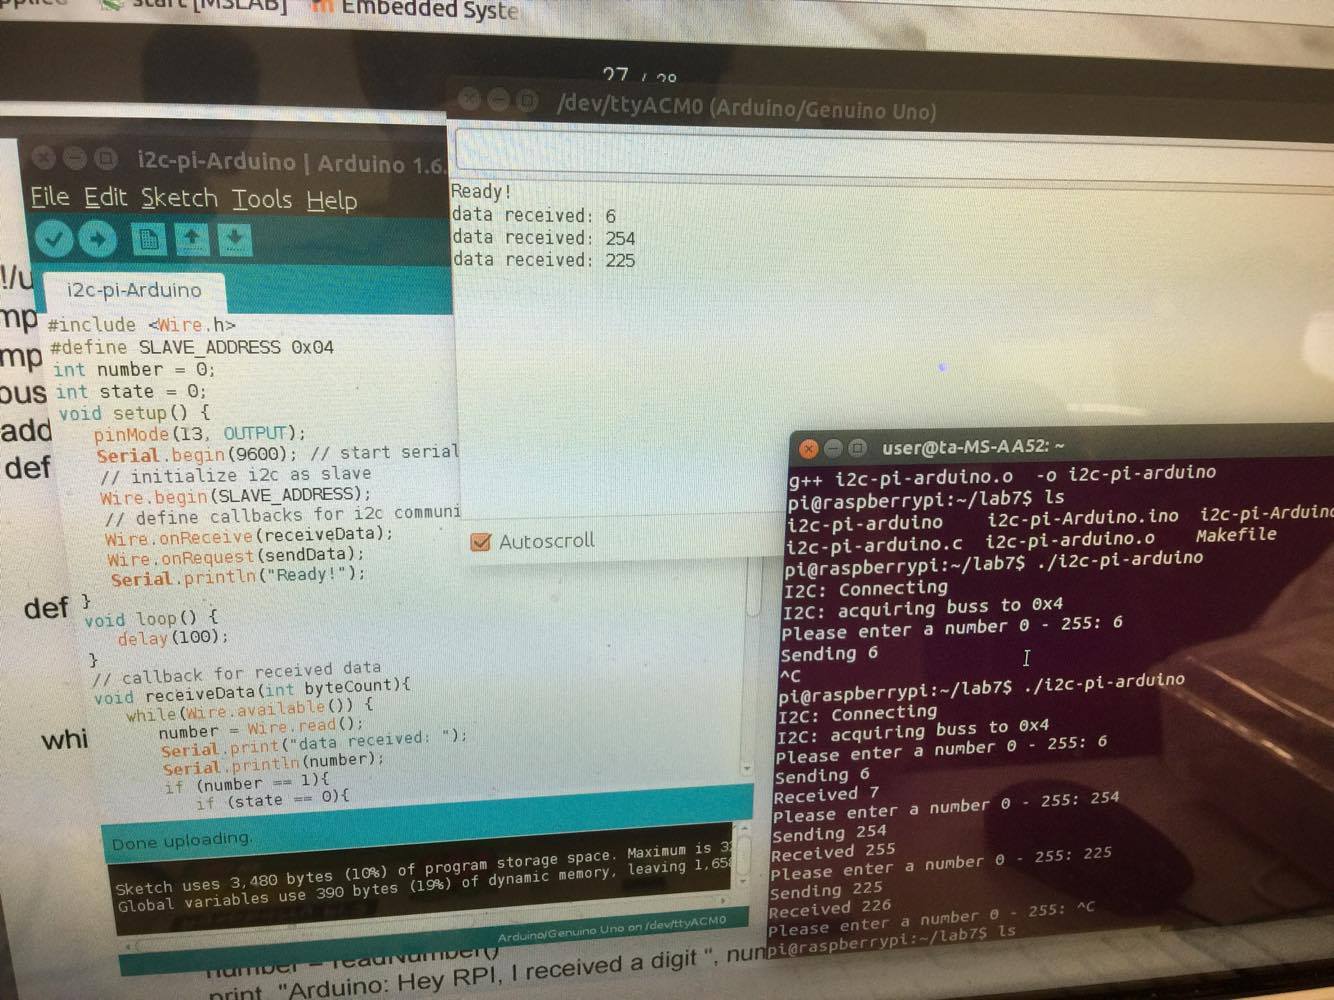 start [MSLAB]
Embedded Syste
27 / 28
/dev/ttyACM0 (Arduino/Genuino Uno)
Ready!
data received: 6
data received: 254
data received: 225
Autoscroll
i2c-pi-Arduino | Arduino 1.6.
File Edit Sketch Tools Help
i2c-pi-Arduino
#include <Wire.h>
#define SLAVE_ADDRESS 0x04
int number = 0;
int state = 0;
void setup() {
pinMode(13, OUTPUT);
Serial.begin(9600); // start serial
// initialize i2c as slave
Wire.begin(SLAVE_ADDRESS);
// define callbacks for i2c communi
Wire.onReceive(receiveData);
Wire.onRequest(sendData);
Serial.println("Ready!");
}
void loop() {
delay(100);
}
// callback for received data
void receiveData(int byteCount){
while(Wire.available()) {
number = Wire.read();
Serial.print("data received: ");
Serial.println(number);
if (number == 1){
if (state == 0){
Done uploading.
Sketch uses 3,480 bytes (10%) of program storage space. Maximum is 32
Global variables use 390 bytes (19%) of dynamic memory, leaving 1,658
Arduino/Genuino Uno on /dev/ttyACM0
user@ta-MS-AA52: ~
g++ i2c-pi-arduino.o -o i2c-pi-arduino
pi@raspberrypi:~/lab7$ ls
i2c-pi-arduino i2c-pi-Arduino.ino i2c-pi-Arduino
i2c-pi-arduino.c i2c-pi-arduino.o Makefile
pi@raspberrypi:~/lab7$ ./i2c-pi-arduino
I2C: Connecting
I2C: acquiring buss to 0x4
Please enter a number 0 - 255: 6
Sending 6
^C
pi@raspberrypi:~/lab7$ ./i2c-pi-arduino
I2C: Connecting
I2C: acquiring buss to 0x4
Please enter a number 0 - 255: 6
Sending 6
Received 7
Please enter a number 0 - 255: 254
Sending 254
Received 255
Please enter a number 0 - 255: 225
Sending 225
Received 226
Please enter a number 0 - 255: ^C
pi@raspberrypi:~/lab7$ ls
!/u
mp
mp
ous
add
def
def
whi
number = readNumber()
print "Arduino: Hey RPI, I received a digit ", num